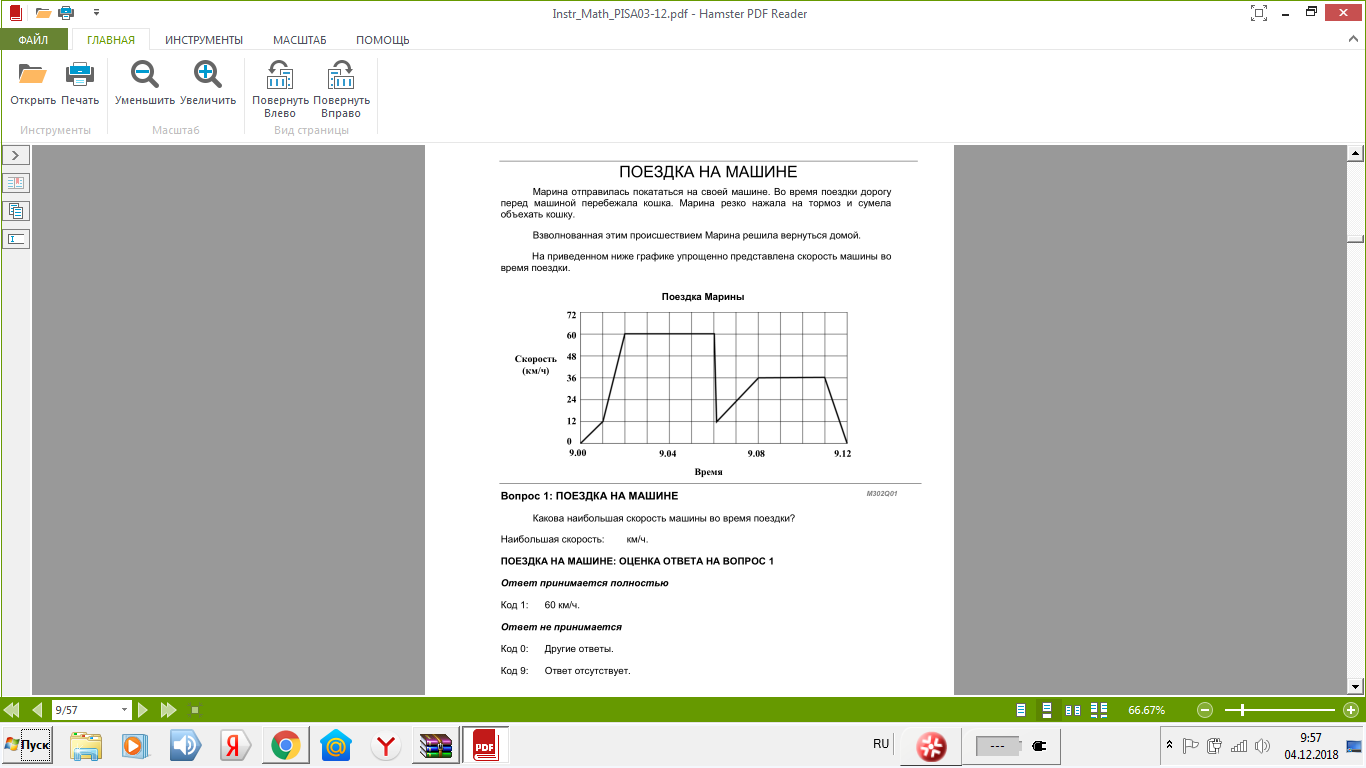 Instr_Math_PISA03-12.pdf - Hamster PDF Reader
ФАЙЛ ГЛАВНАЯ ИНСТРУМЕНТЫ МАСШТАБ ПОМОЩЬ
Открыть Печать Уменьшить Увеличить Повернуть Влево Повернуть Вправо
Инструменты Масштаб Вид страницы
ПОЕЗДКА НА МАШИНЕ
Марина отправилась покататься на своей машине. Во время поездки дорогу
перед машиной перебежала кошка. Марина резко нажала на тормоз и сумела
объехать кошку.
Взволнованная этим происшествием Марина решила вернуться домой.
На приведенном ниже графике упрощенно представлена скорость машины во
время поездки.
Поездка Марины
72
60
Скорость
(км/ч)
48
36
24
12
0
9.00 9.04 9.08 9.12
Время
Вопрос 1: ПОЕЗДКА НА МАШИНЕ M302Q01
Какова наибольшая скорость машины во время поездки?
Наибольшая скорость: км/ч.
ПОЕЗДКА НА МАШИНЕ: ОЦЕНКА ОТВЕТА НА ВОПРОС 1
Ответ принимается полностью
Код 1: 60 км/ч.
Ответ не принимается
Код 0: Другие ответы.
Код 9: Ответ отсутствует.
9/57 66.67%
Пуск PDF RU --- 9:57
04.12.2018